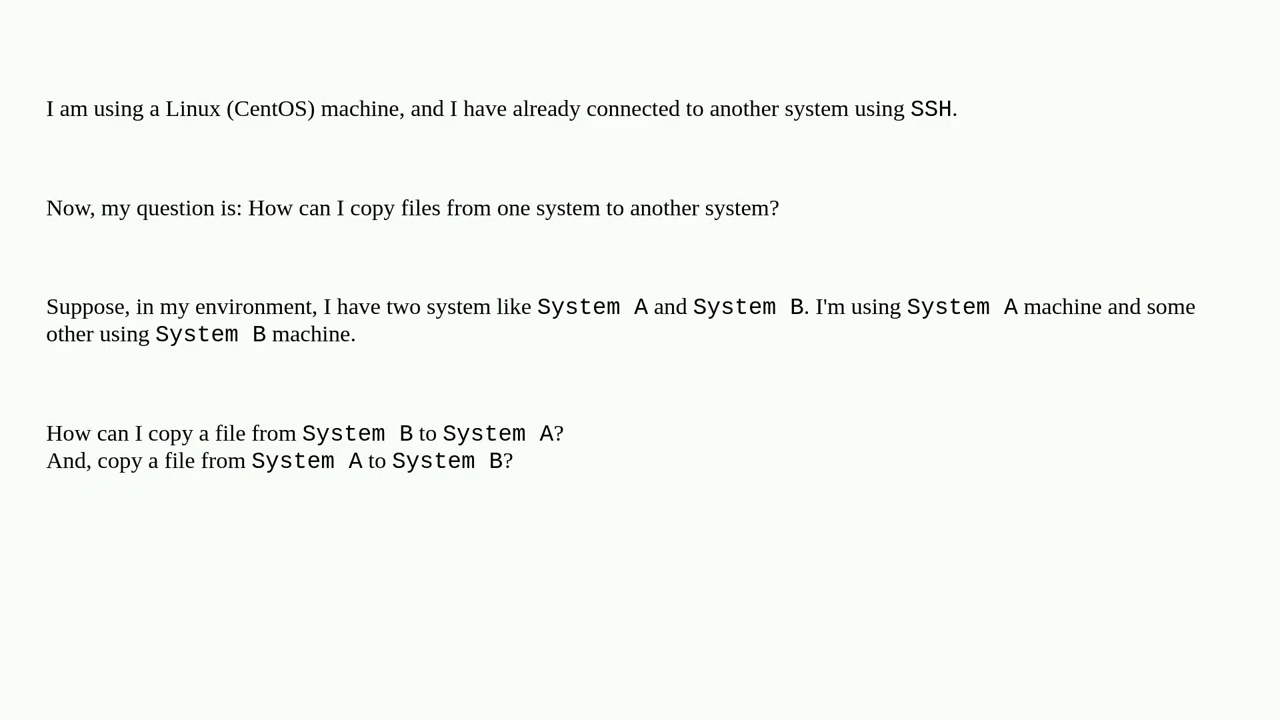 I am using a Linux (CentOS) machine, and I have already connected to another system using SSH.
Now, my question is: How can I copy files from one system to another system?
Suppose, in my environment, I have two system like System A and System B. I'm using System A machine and some
other using System B machine.
How can I copy a file from System B to System A?
And, copy a file from System A to System B?